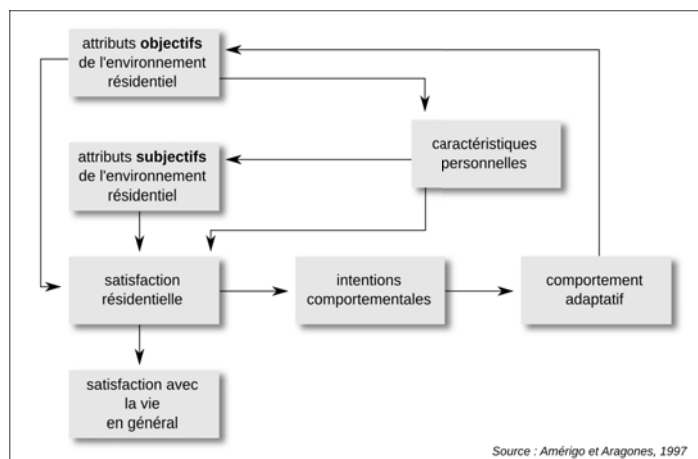 attributs objectifs
de l'environnement
résidentiel
caractéristiques
personnelles
attributs subjectifs
de l'environnement
résidentiel
satisfaction
résidentielle
intentions
comportementales
comportement
adaptatif
satisfaction avec
la vie
en général
Source : Amérigo et Aragones, 1997